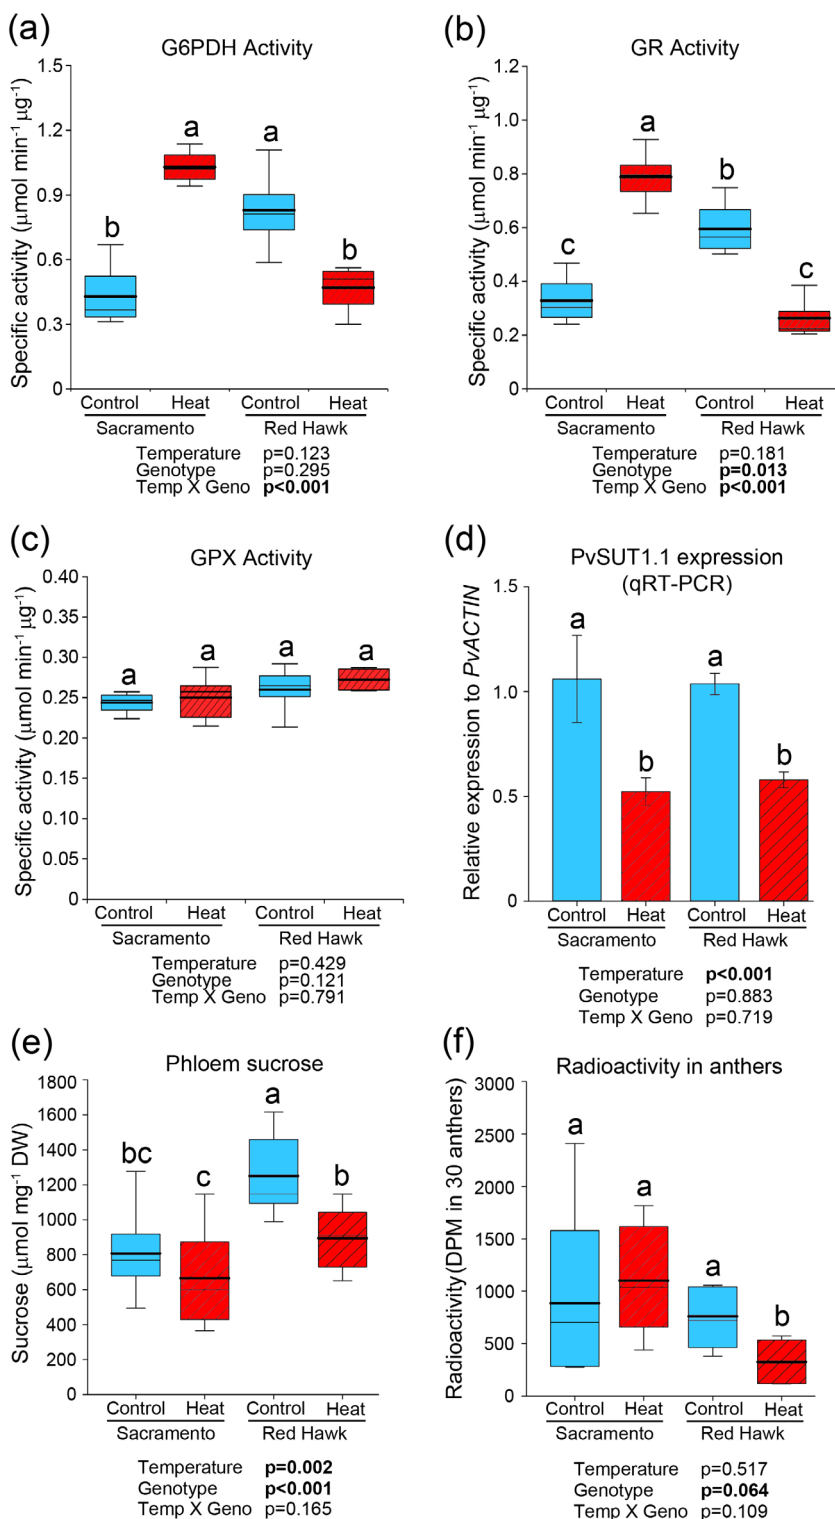 (a)
G6PDH Activity
Specific activity (μmol min⁻¹ μg⁻¹)
1.5
1.2
0.9
0.6
0.3
0
b
a
a
b
Control Heat Control Heat
Sacramento Red Hawk
Temperature p=0.123
Genotype p=0.295
Temp X Geno p<0.001
(b)
GR Activity
Specific activity (μmol min⁻¹ μg⁻¹)
1.2
1.0
0.8
0.6
0.4
0.2
0
c
a
b
c
Control Heat Control Heat
Sacramento Red Hawk
Temperature p=0.181
Genotype p=0.013
Temp X Geno p<0.001
(c)
GPX Activity
Specific activity (μmol min⁻¹ μg⁻¹)
0.40
0.35
0.30
0.25
0.20
0.15
0.10
0.05
0
a
a
a
a
Control Heat Control Heat
Sacramento Red Hawk
Temperature p=0.429
Genotype p=0.121
Temp X Geno p=0.791
(d)
PvSUT1.1 expression
(qRT-PCR)
Relative expression to PvACTIN
1.5
1.0
0.5
0
a
b
a
b
Control Heat Control Heat
Sacramento Red Hawk
Temperature p<0.001
Genotype p=0.883
Temp X Geno p=0.719
(e)
Phloem sucrose
Sucrose (μmol mg⁻¹ DW)
1800
1600
1400
1200
1000
800
600
400
200
0
bc
c
a
b
Control Heat Control Heat
Sacramento Red Hawk
Temperature p=0.002
Genotype p<0.001
Temp X Geno p=0.165
(f)
Radioactivity in anthers
Radioactivity(DPM in 30 anthers)
3000
2500
2000
1500
1000
500
0
a
a
a
b
Control Heat Control Heat
Sacramento Red Hawk
Temperature p=0.517
Genotype p=0.064
Temp X Geno p=0.109